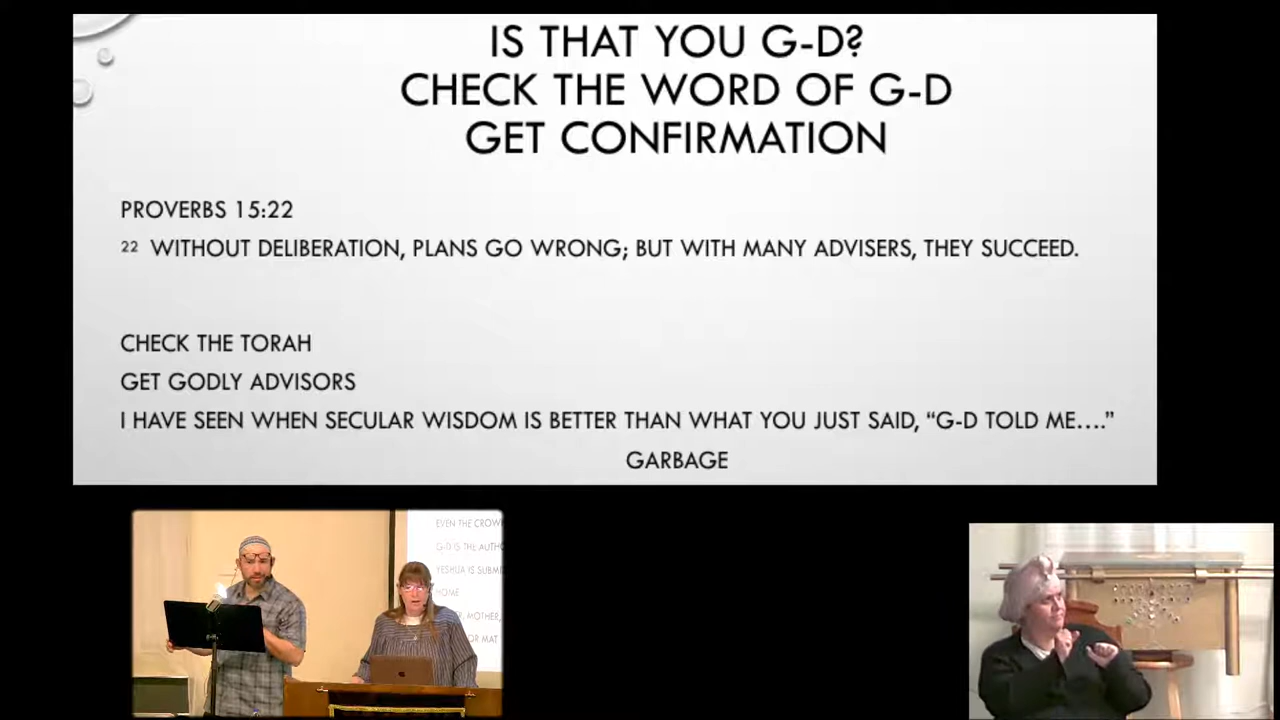 IS THAT YOU G-D?
CHECK THE WORD OF G-D
GET CONFIRMATION
PROVERBS 15:22
22 WITHOUT DELIBERATION, PLANS GO WRONG; BUT WITH MANY ADVISERS, THEY SUCCEED.
CHECK THE TORAH
GET GODLY ADVISORS
I HAVE SEEN WHEN SECULAR WISDOM IS BETTER THAN WHAT YOU JUST SAID, “G-D TOLD ME....”
GARBAGE
EVEN THE CROW
G-D IS THE AUTHO
YESHUA IS SUBMI
HOME
MOTHER,
OR MAT